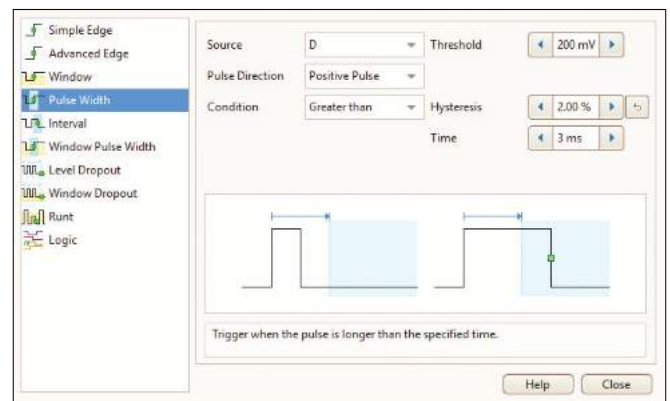 Simple Edge
Advanced Edge
Window
Pulse Width
Interval
Window Pulse Width
Level Dropout
Window Dropout
Runt
Logic
Source D Threshold 200 mV
Pulse Direction Positive Pulse
Condition Greater than Hysteresis 2.00 %
Time 3 ms
Trigger when the pulse is longer than the specified time.
Help Close